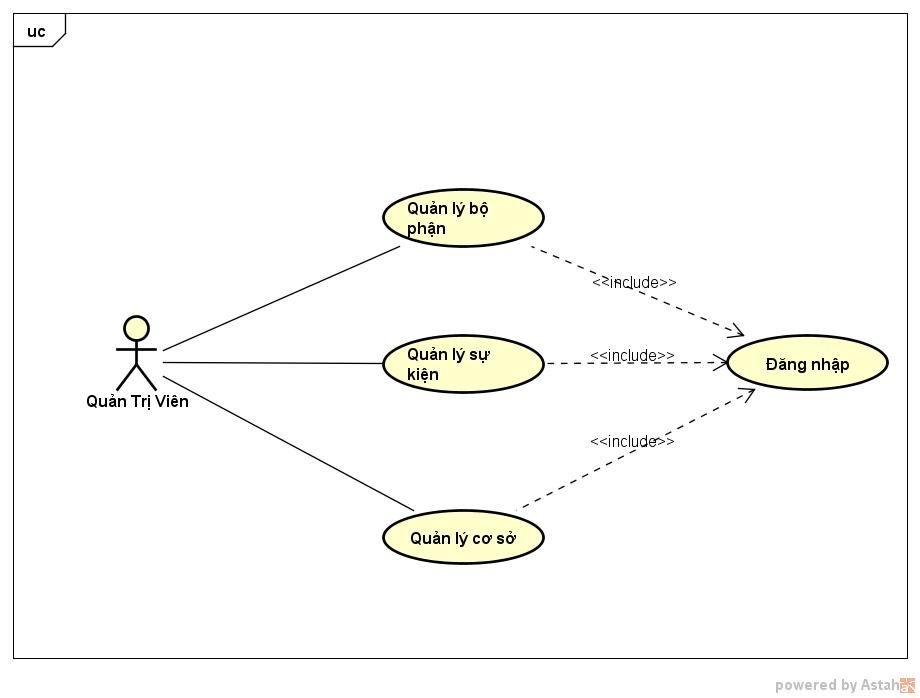 uc
Quản lý bộ
phận
<<include>>
Quản lý sự
kiện
<<include>>
Đăng nhập
Quản Trị Viên
<<include>>
Quản lý cơ sở
powered by Astah